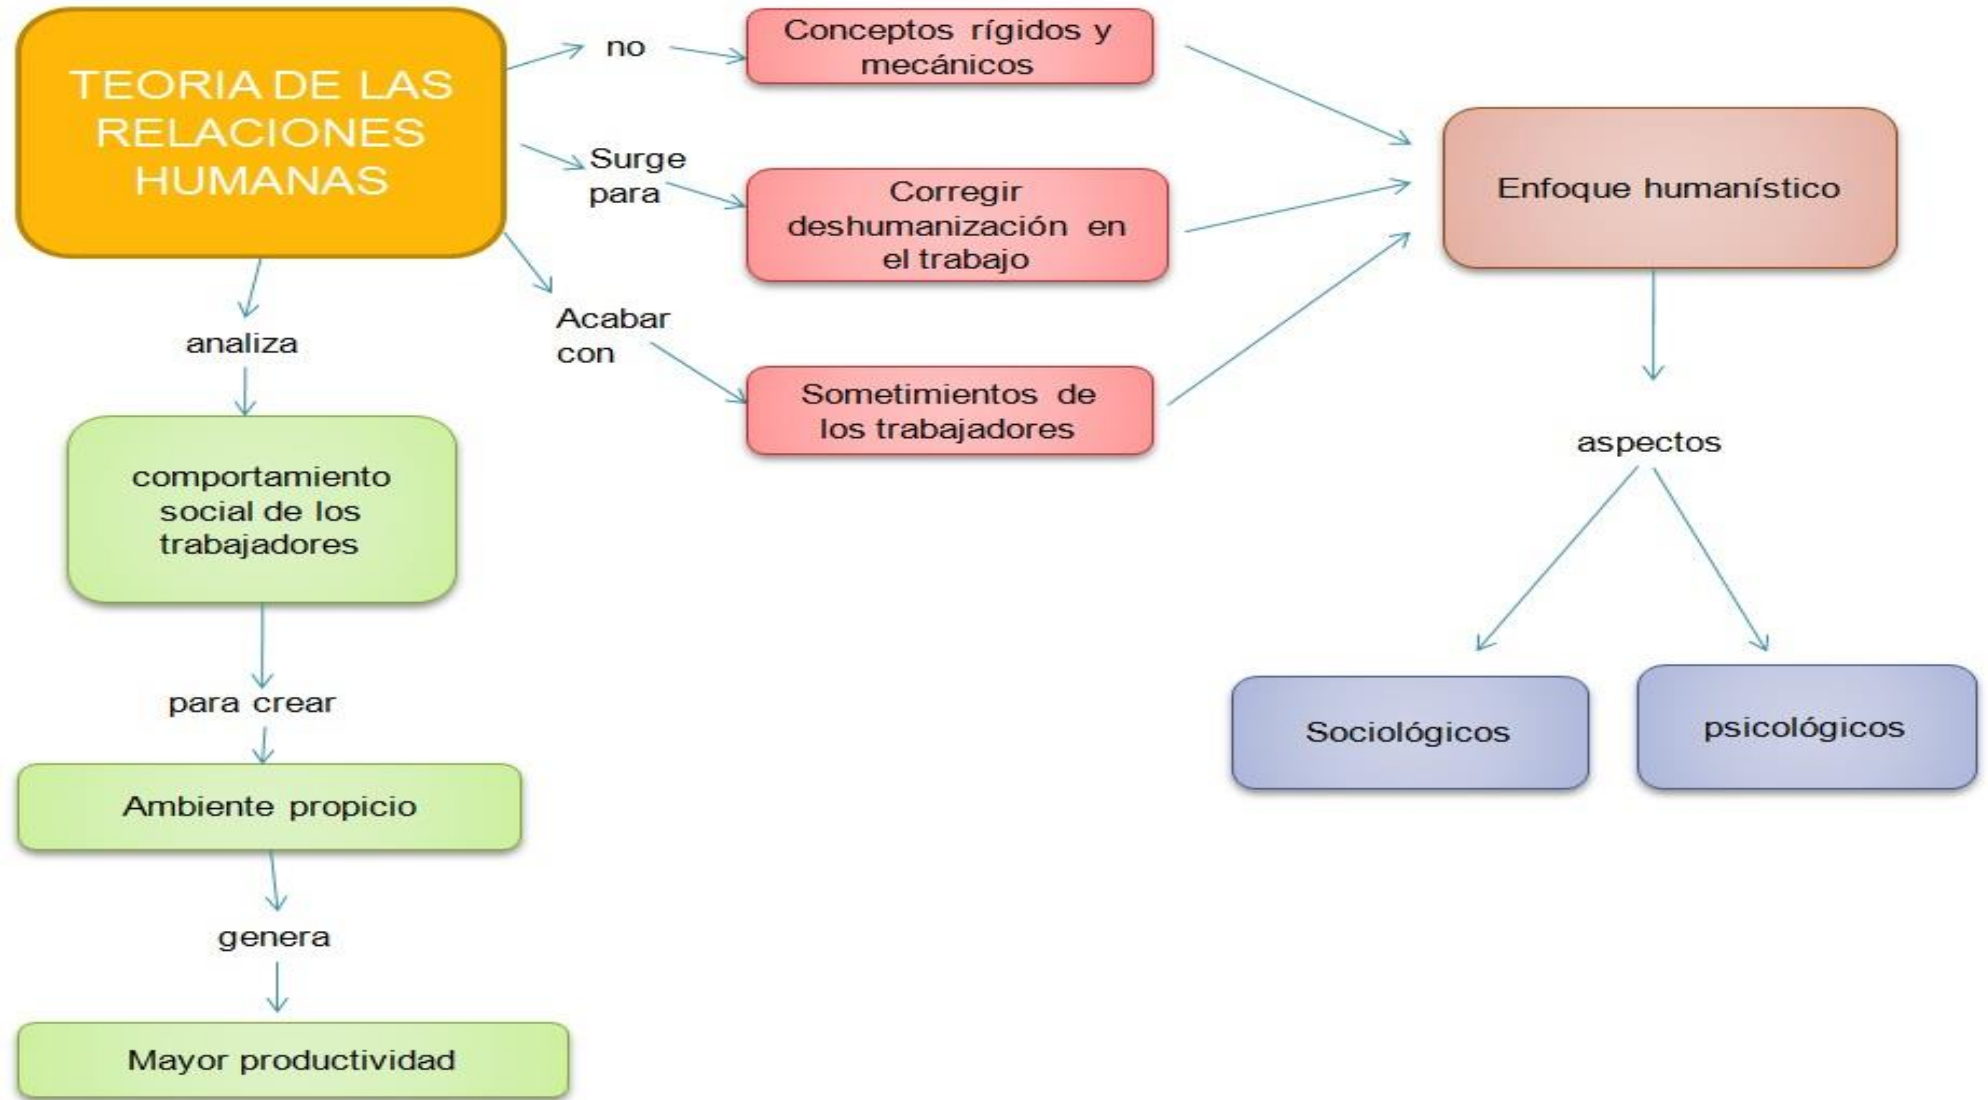 TEORIA DE LAS
RELACIONES
HUMANAS
no
Conceptos rígidos y
mecánicos
Surge
para
Corregir
deshumanización en
el trabajo
Acabar
con
Sometimientos de
los trabajadores
Enfoque humanístico
aspectos
Sociológicos
psicológicos
analiza
comportamiento
social de los
trabajadores
para crear
Ambiente propicio
genera
Mayor productividad